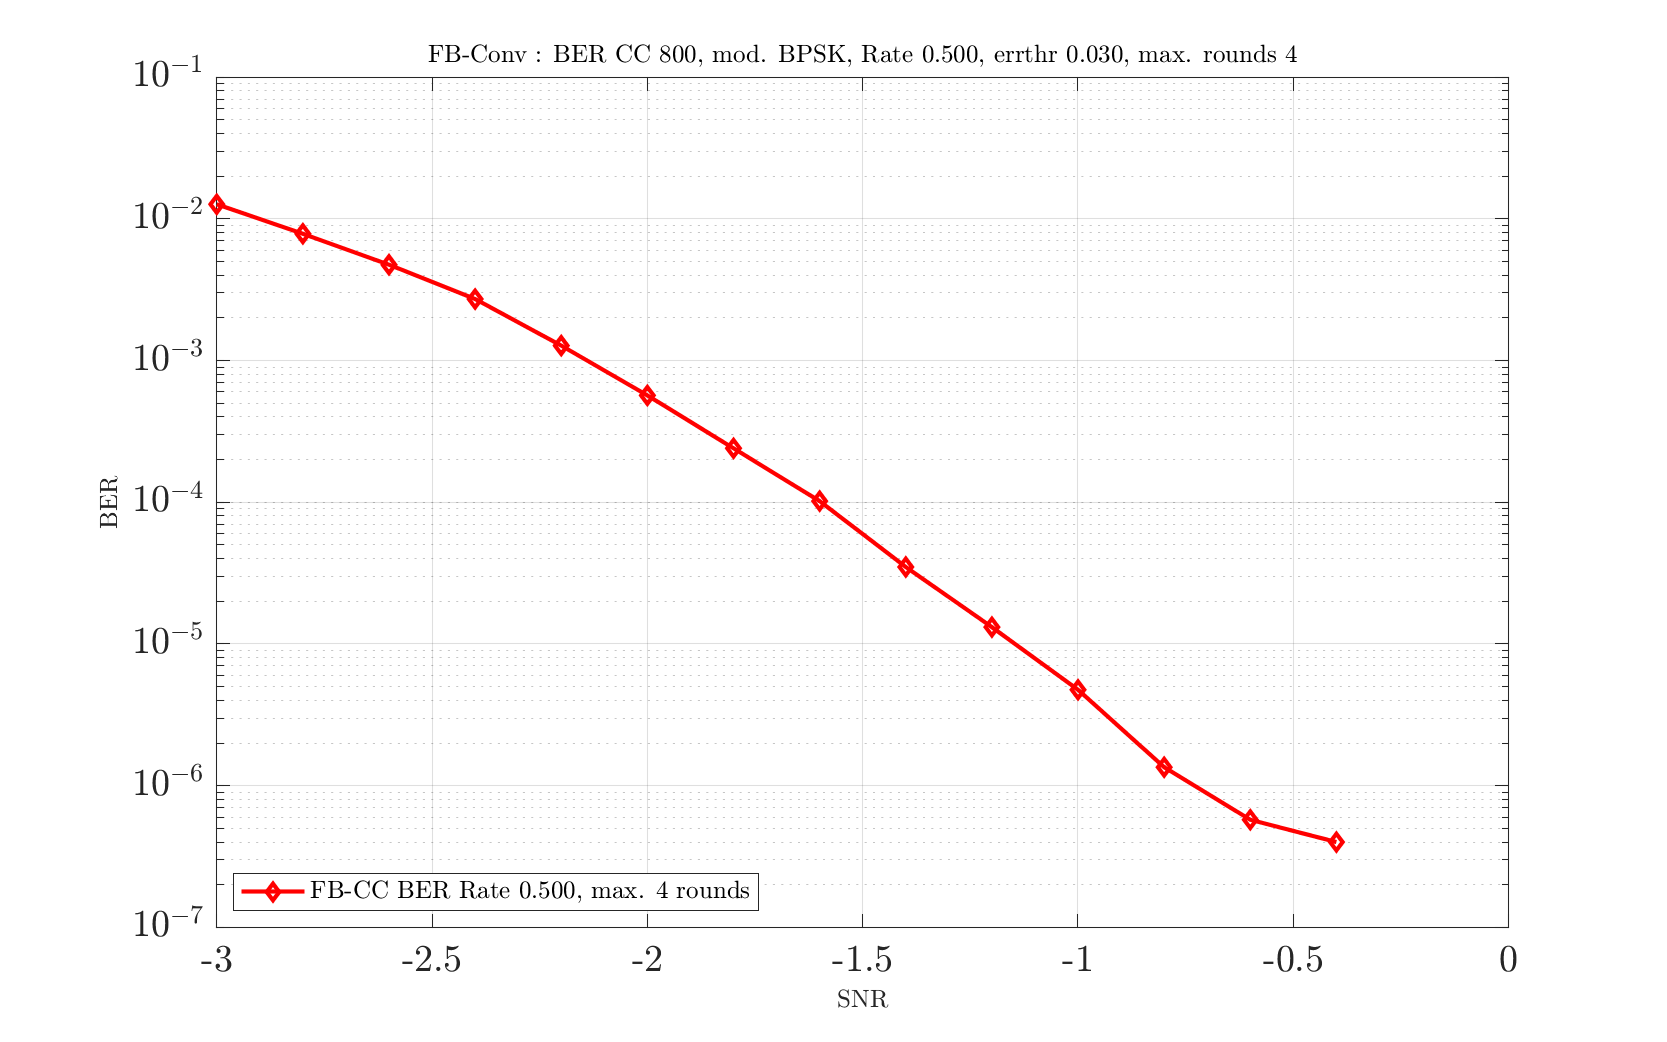 FB-Conv : BER CC 800, mod. BPSK, Rate 0.500, errthr 0.030, max. rounds 4
10^{-1}
10^{-2}
10^{-3}
10^{-4}
10^{-5}
10^{-6}
10^{-7}
BER
FB-CC BER Rate 0.500, max. 4 rounds
-3 -2.5 -2 -1.5 -1 -0.5 0
SNR